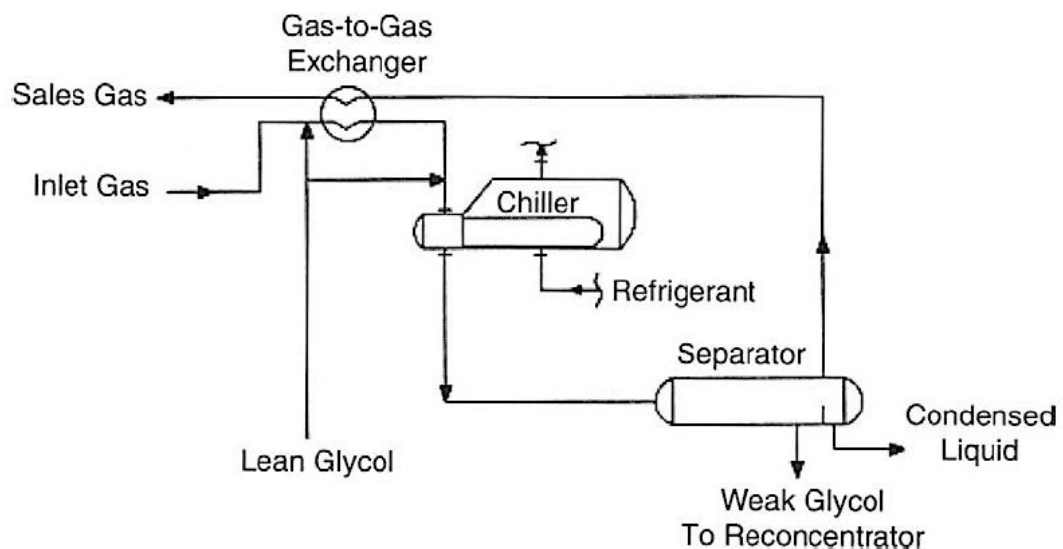 Gas-to-Gas
Exchanger
Sales Gas
Inlet Gas
Chiller
Refrigerant
Separator
Lean Glycol
Condensed
Liquid
Weak Glycol
To Reconcentrator